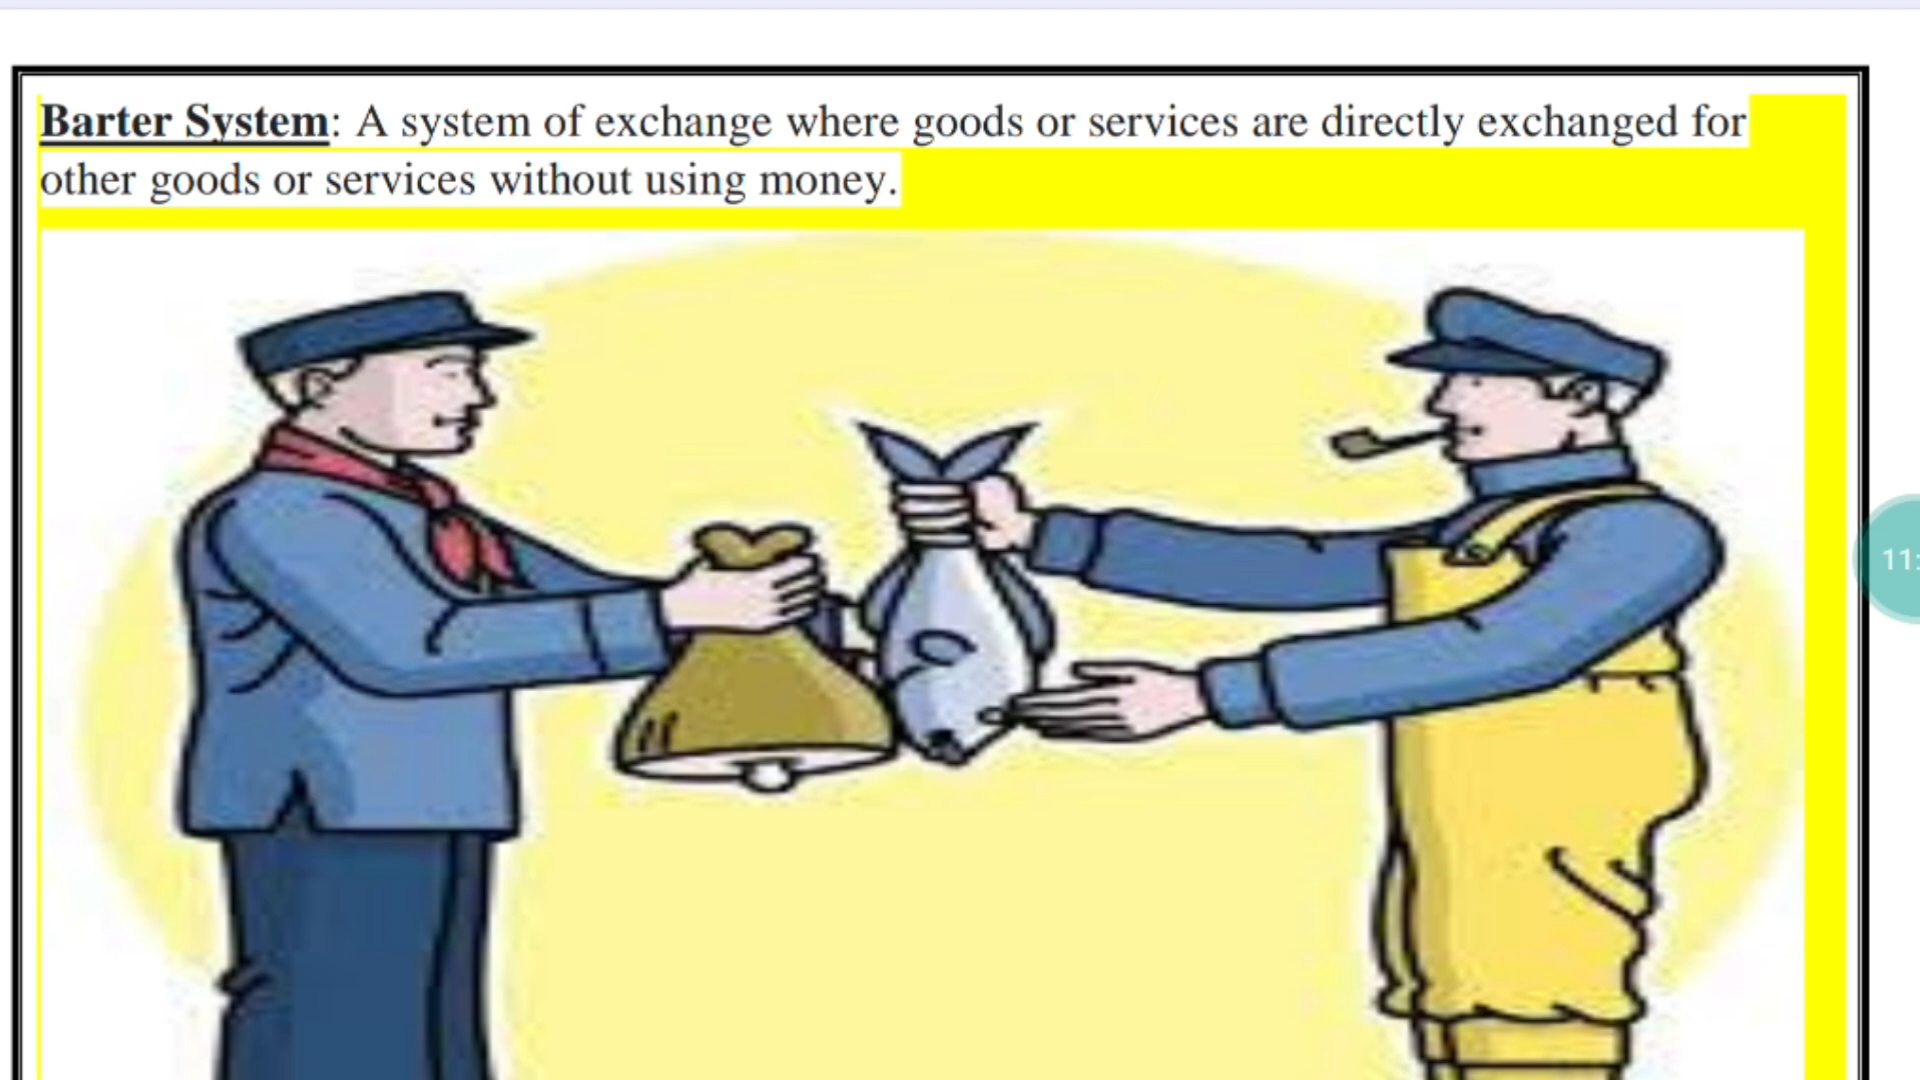 Barter System: A system of exchange where goods or services are directly exchanged for
other goods or services without using money.
11: